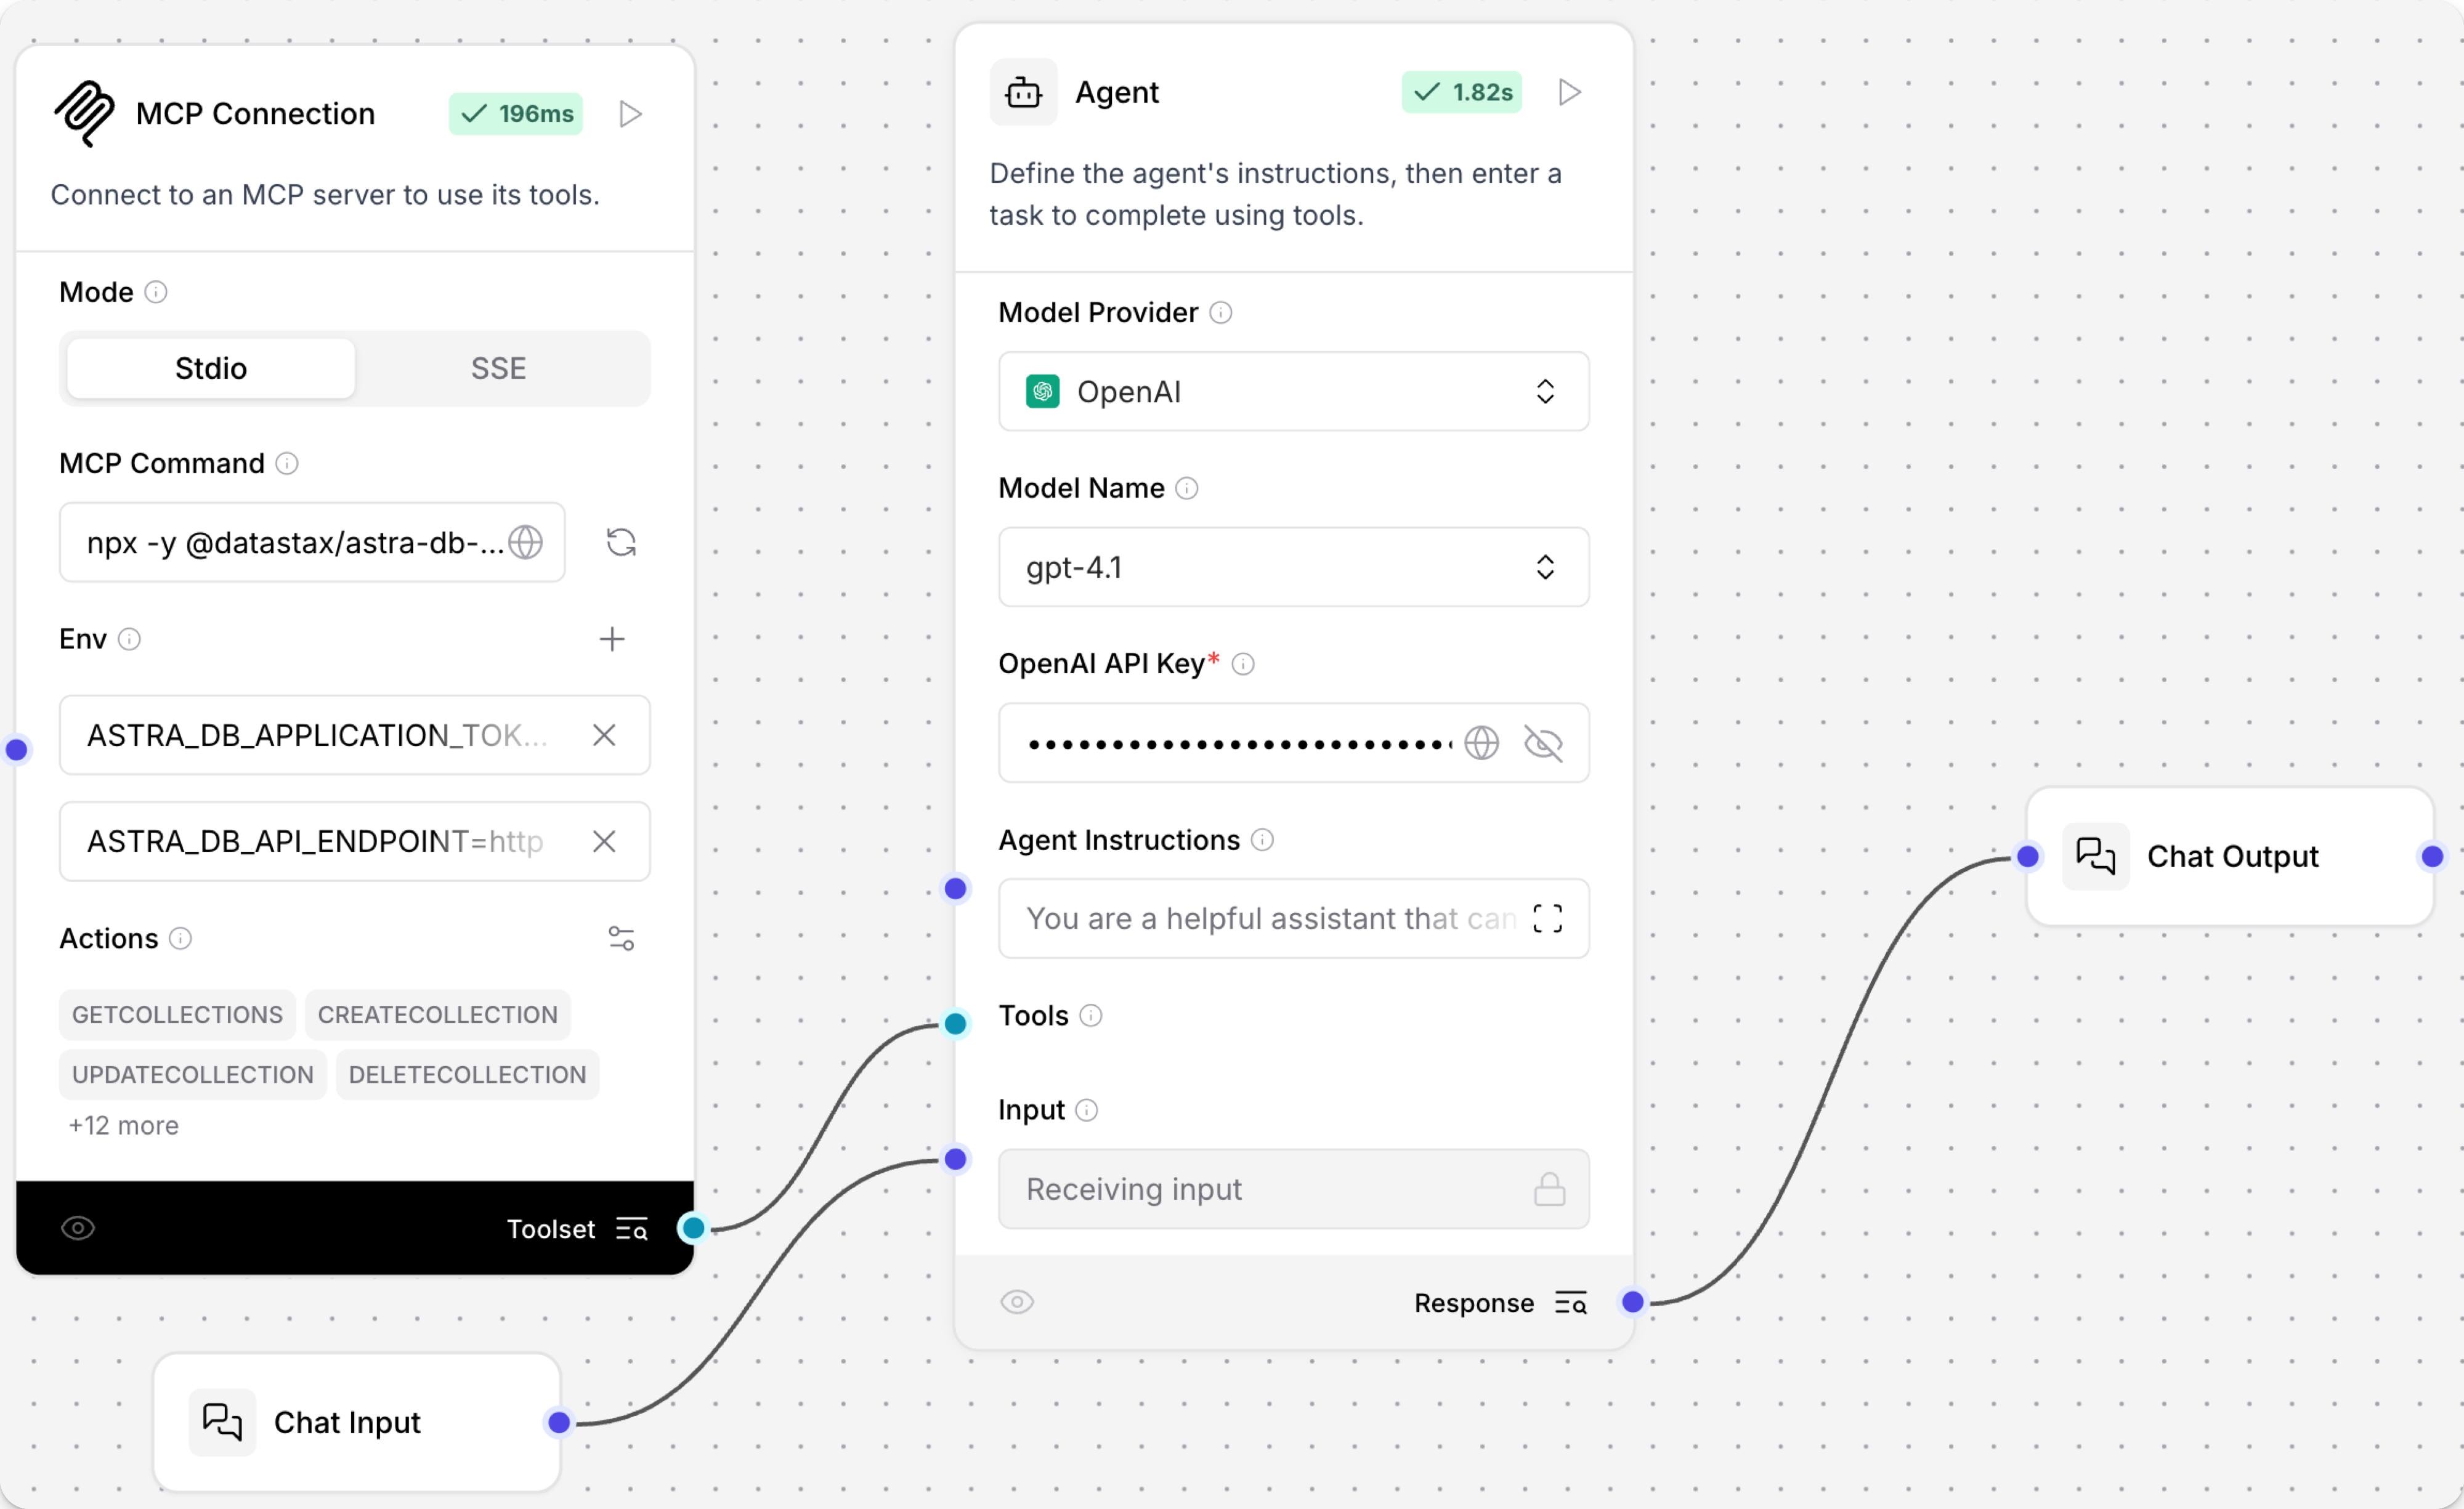 MCP Connection
196ms
Connect to an MCP server to use its tools.
Mode
Stdio
SSE
MCP Command
npx -y @datastax/astra-db-...
Env
ASTRA_DB_APPLICATION_TOK...
ASTRA_DB_API_ENDPOINT=http
Actions
GETCOLLECTIONS
CREATECOLLECTION
UPDATECOLLECTION
DELETECOLLECTION
+12 more
Toolset
Chat Input
Agent
1.82s
Define the agent's instructions, then enter a
task to complete using tools.
Model Provider
OpenAI
Model Name
gpt-4.1
OpenAI API Key*
••••••••••••••••••••••••
Agent Instructions
You are a helpful assistant that can
Tools
Input
Receiving input
Response
Chat Output